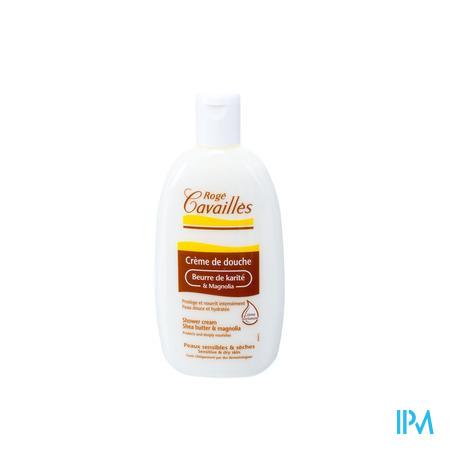 Rogé
Cavaillès
Crème de douche
Beurre de karité
& Magnolia
Protège et nourrit intensément
Peau douce et hydratée
Shower cream
Shea butter & magnolia
Protects and deeply nourishes
Peaux sensibles & sèches
Sensitive & dry skin
IPM